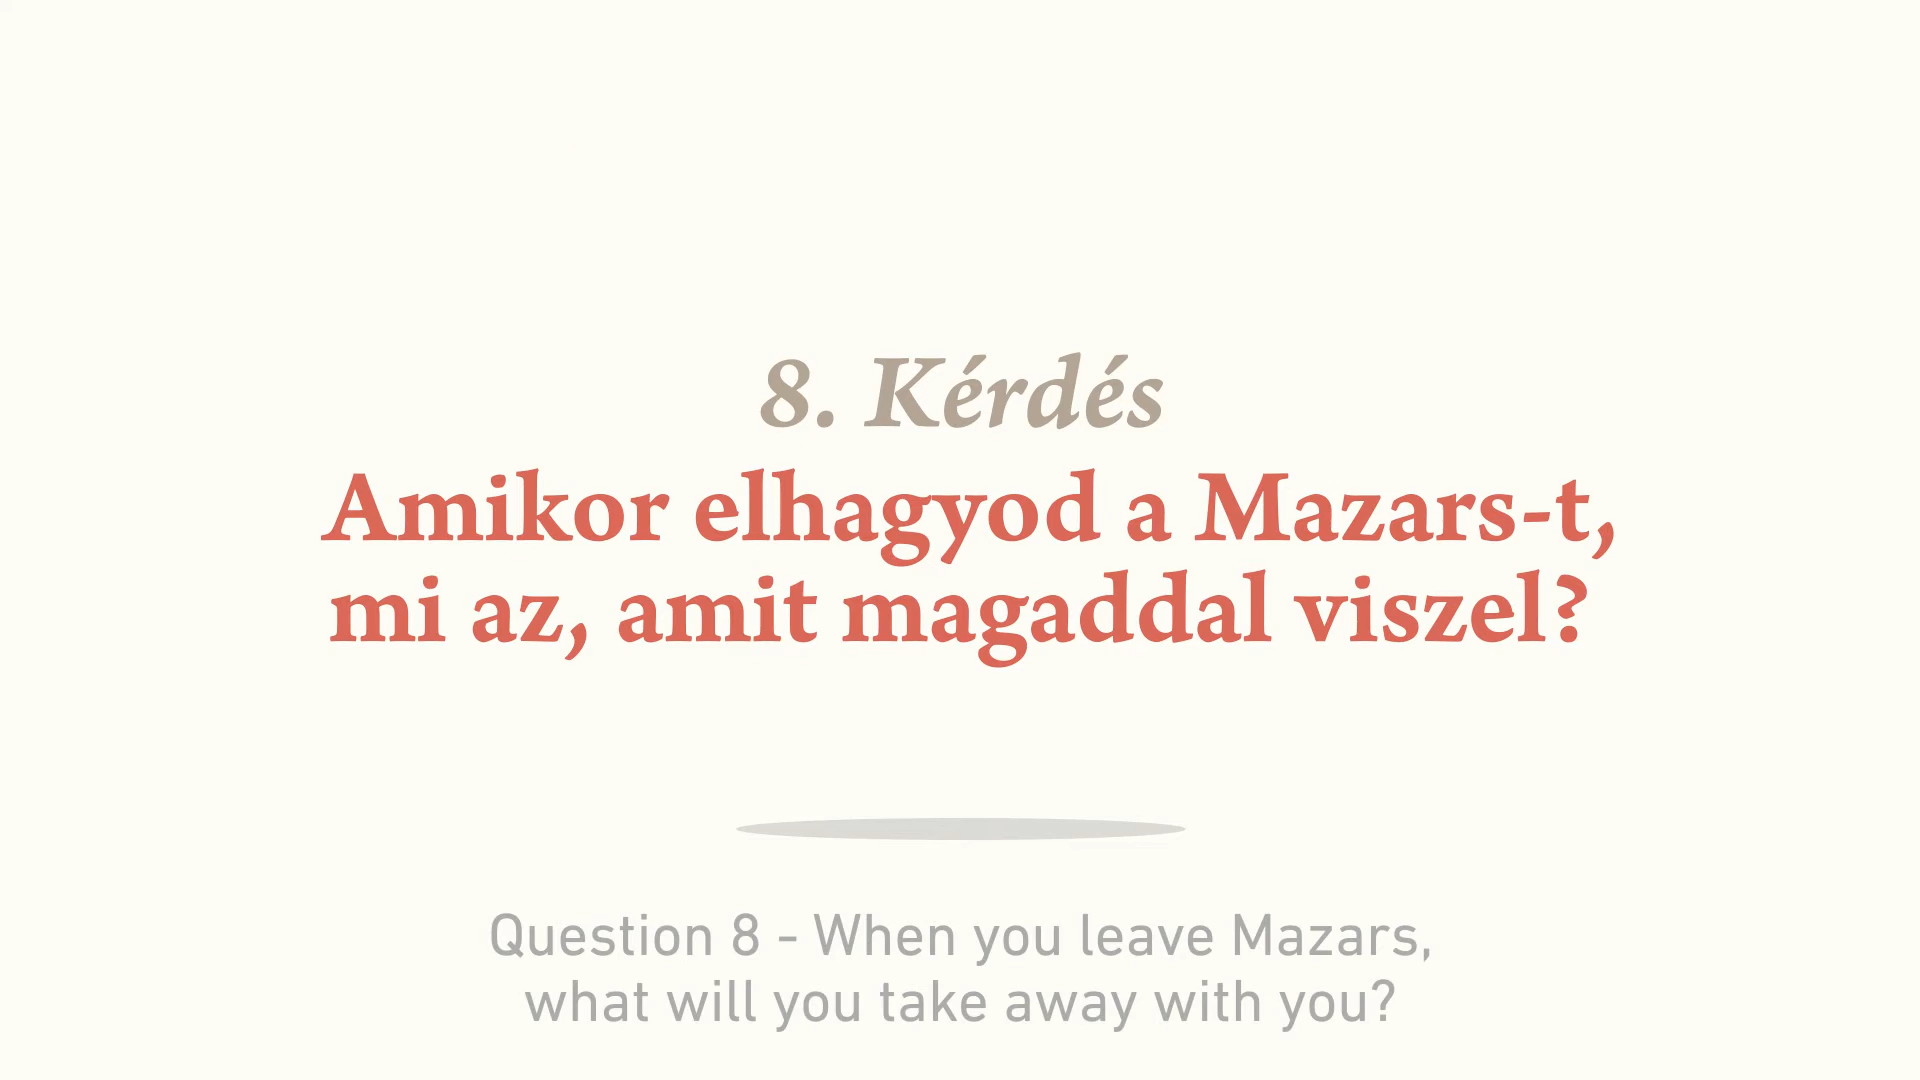 8. Kérdés
Amikor elhagyod a Mazars-t,
mi az, amit magaddal viszel?
Question 8 - When you leave Mazars,
what will you take away with you?